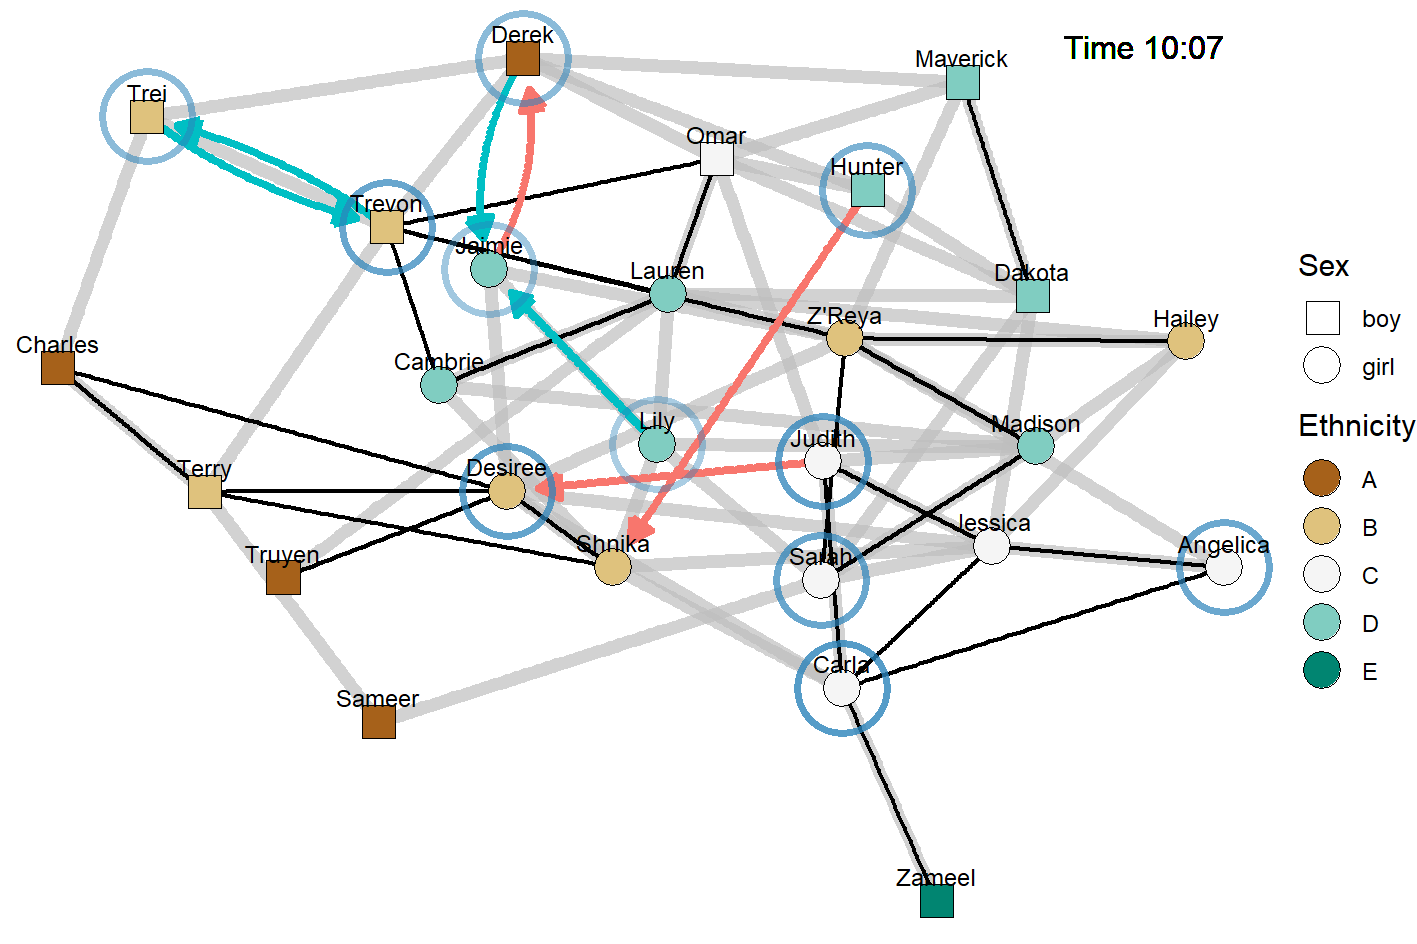 Derek
Time 10:07
Maverick
Trei
Omar
Hunter
Trevon
Jaimie
Lauren
Dakota
Z'Reya
Hailey
Charles
Cambrie
Lily
Judith
Madison
Terry
Desiree
Jessica
Truyen
Shnika
Sarah
Angelica
Carla
Sameer
Zameel
Sex
boy
girl
Ethnicity
A
B
C
D
E